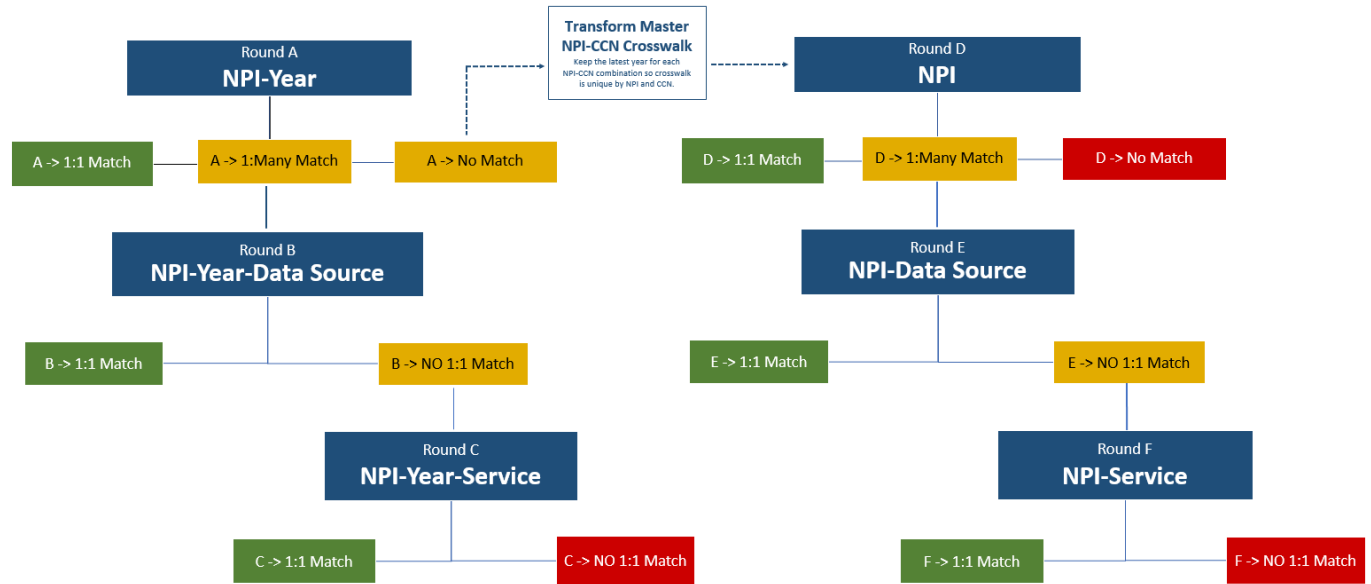 Round A
NPI-Year
Transform Master
NPI-CCN Crosswalk
Keep the latest year for each
NPI-CCN combination so crosswalk
is unique by NPI and CCN.
Round D
NPI
A -> 1:1 Match
A -> 1:Many Match
A -> No Match
D -> 1:1 Match
D -> 1:Many Match
D -> No Match
Round B
NPI-Year-Data Source
Round E
NPI-Data Source
B -> 1:1 Match
B -> NO 1:1 Match
E -> 1:1 Match
E -> NO 1:1 Match
Round C
NPI-Year-Service
Round F
NPI-Service
C -> 1:1 Match
C -> NO 1:1 Match
F -> 1:1 Match
F -> NO 1:1 Match